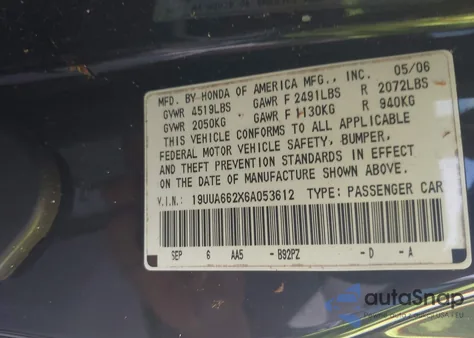 MFD. BY HONDA OF AMERICA MFG., INC. 05/06
GVWR 4519LBS GAWR F 2491LBS R 2072LBS
GVWR 2050KG GAWR F 1130KG R 940KG
THIS VEHICLE CONFORMS TO ALL APPLICABLE
FEDERAL MOTOR VEHICLE SAFETY, BUMPER,
AND THEFT PREVENTION STANDARDS IN EFFECT
ON THE DATE OF MANUFACTURE SHOWN ABOVE.
V.I.N.: 19UUA662X6A053612 TYPE: PASSENGER CAR
SEP 6 AA5 - B92PZ - D - A
autoSnap